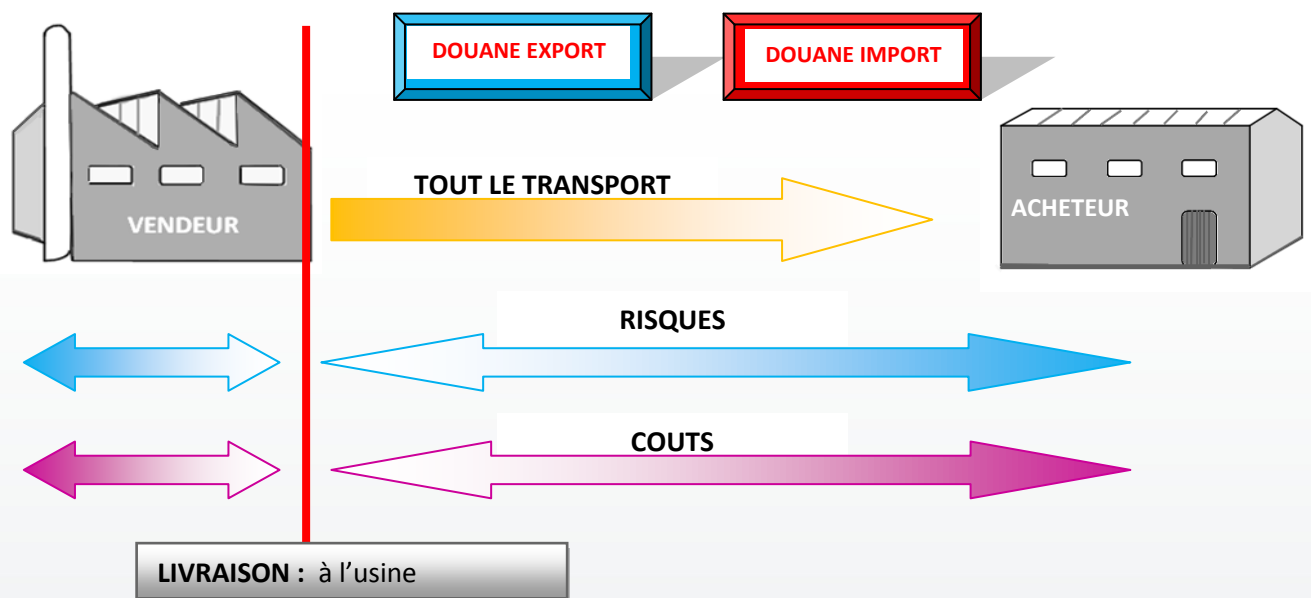 DOUANE EXPORT
DOUANE IMPORT
TOUT LE TRANSPORT
VENDEUR
ACHETEUR
RISQUES
COUTS
LIVRAISON : à l’usine